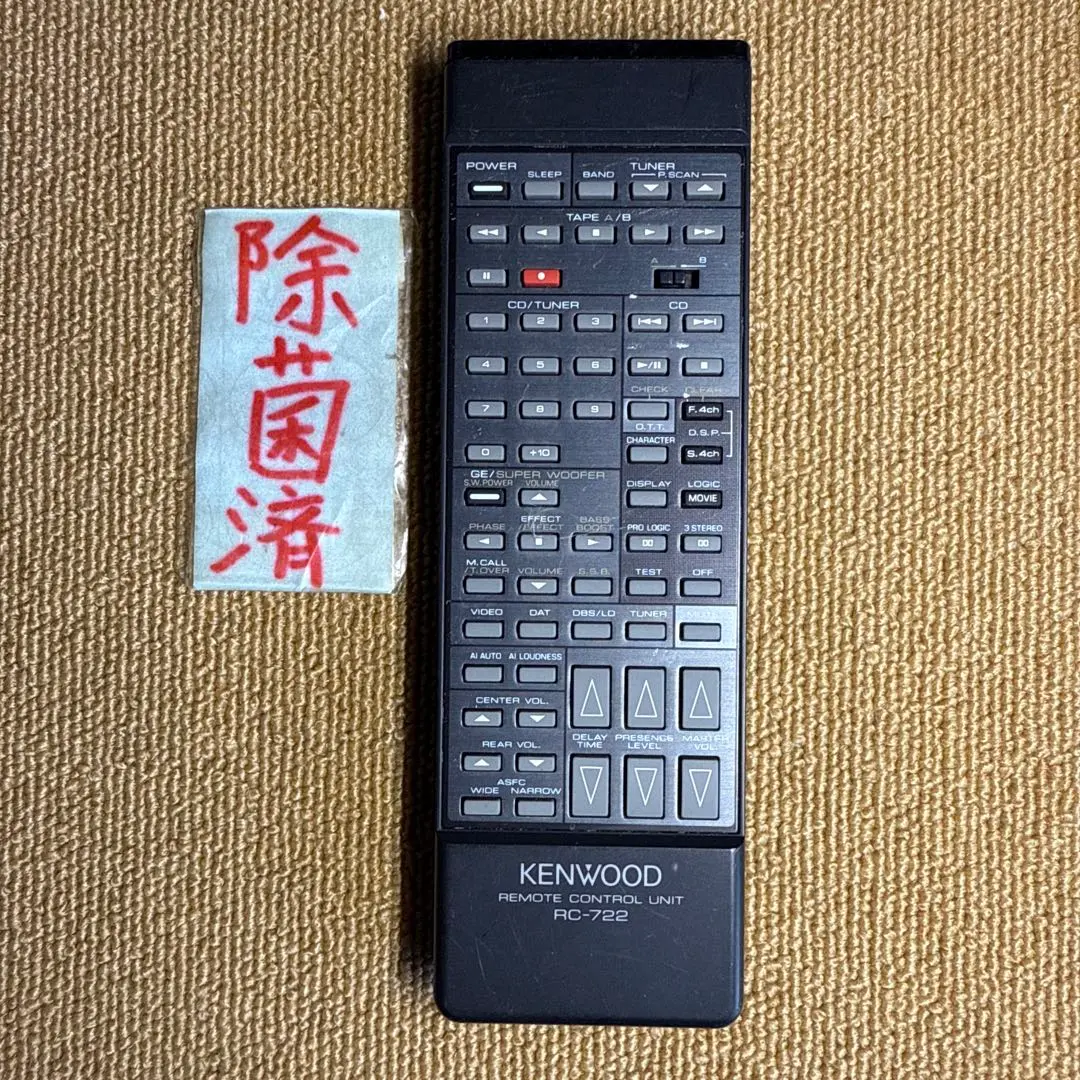 除菌済
POWER
SLEEP
BAND
TUNER
P.SCAN
TAPE A/B
A B
CD/TUNER
CD
1 2 3
4 5 6
CHECK CLEAR
7 8 9
F.4ch
O.T.T.
D.S.P.
CHARACTER
S.4ch
0 +10
GE/SUPER WOOFER
S.W.POWER VOLUME
DISPLAY
LOGIC
MOVIE
PHASE
EFFECT
/EFFECT
BASS
BOOST
PRO LOGIC
3 STEREO
M.CALL
/T.OVER
VOLUME
S.S.B.
TEST
OFF
VIDEO
DAT
DBS/LD
TUNER
AI AUTO
AI LOUDNESS
CENTER VOL.
DELAY
TIME
PRESENCE
LEVEL
MASTER
VOL.
REAR VOL.
ASFC
WIDE NARROW
KENWOOD
REMOTE CONTROL UNIT
RC-722